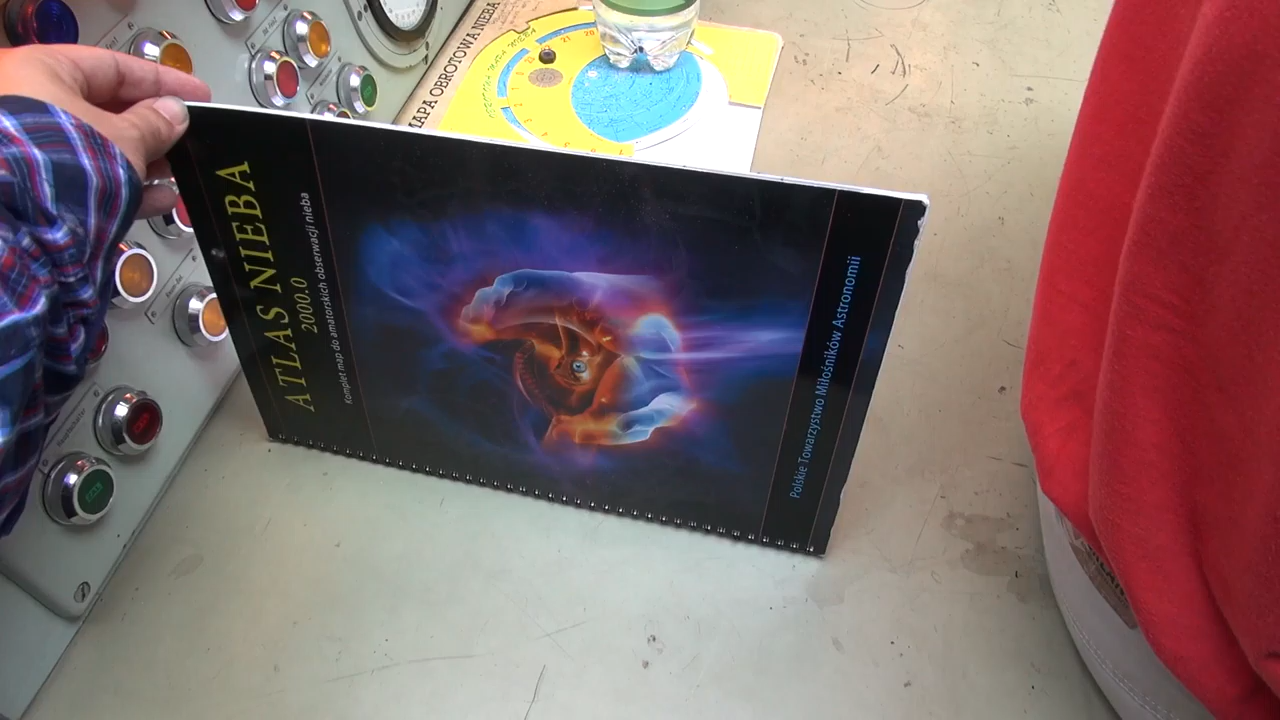 ATLAS NIEBA
2000.0
Komplet map do amatorskich obserwacji nieba
Polskie Towarzystwo Miłośników Astronomii
MAPA OBROTOWA NIEBA